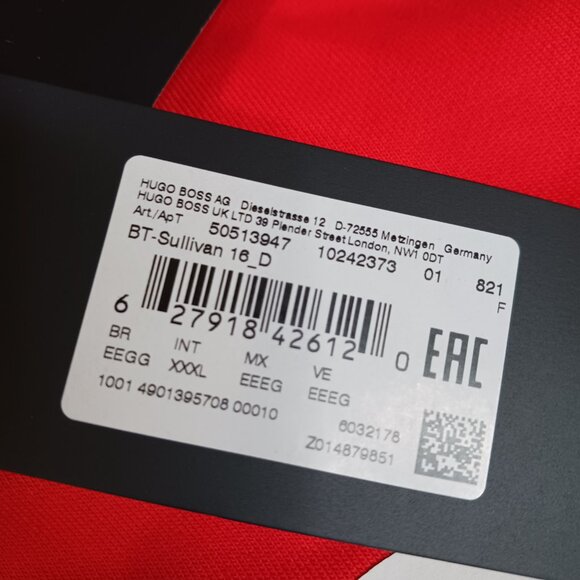 HUGO BOSS AG Dieselstrasse 12 D-72555 Metzingen Germany
HUGO BOSS UK LTD 39 Plender Street London, NW1 0DT
Art./ApT 50513947 10242373 01 821
BT-Sullivan 16_D F
6 27918 42612 0
EAC
BR INT MX VE
EEGG XXXL EEEG EEEG
1001 4901395708 00010 6032178
Z014879851